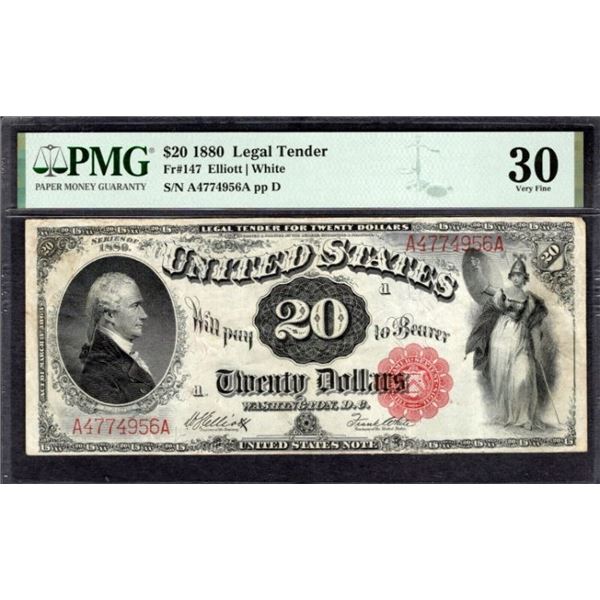 PMG
PAPER MONEY GUARANTY
$20 1880 Legal Tender
Fr#147 Elliott | White
S/N A4774956A pp D
30
Very Fine
LEGAL TENDER FOR TWENTY DOLLARS
SERIES OF
1880.
A4774956A
20
20
UNITED STATES
Will pay
20
to Bearer
Twenty Dollars
WASHINGTON, D.C.
A4774956A
UNITED STATES NOTE